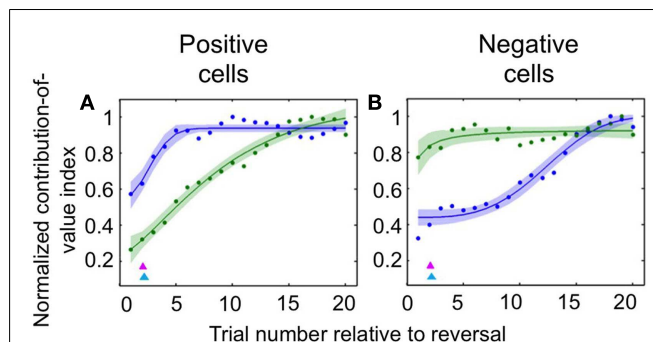 Positive
cells
Negative
cells
A
B
Normalized contribution-of-
value index
1
0.8
0.6
0.4
0.2
0 5 10 15 20
1
0.8
0.6
0.4
0.2
0 5 10 15 20
Trial number relative to reversal